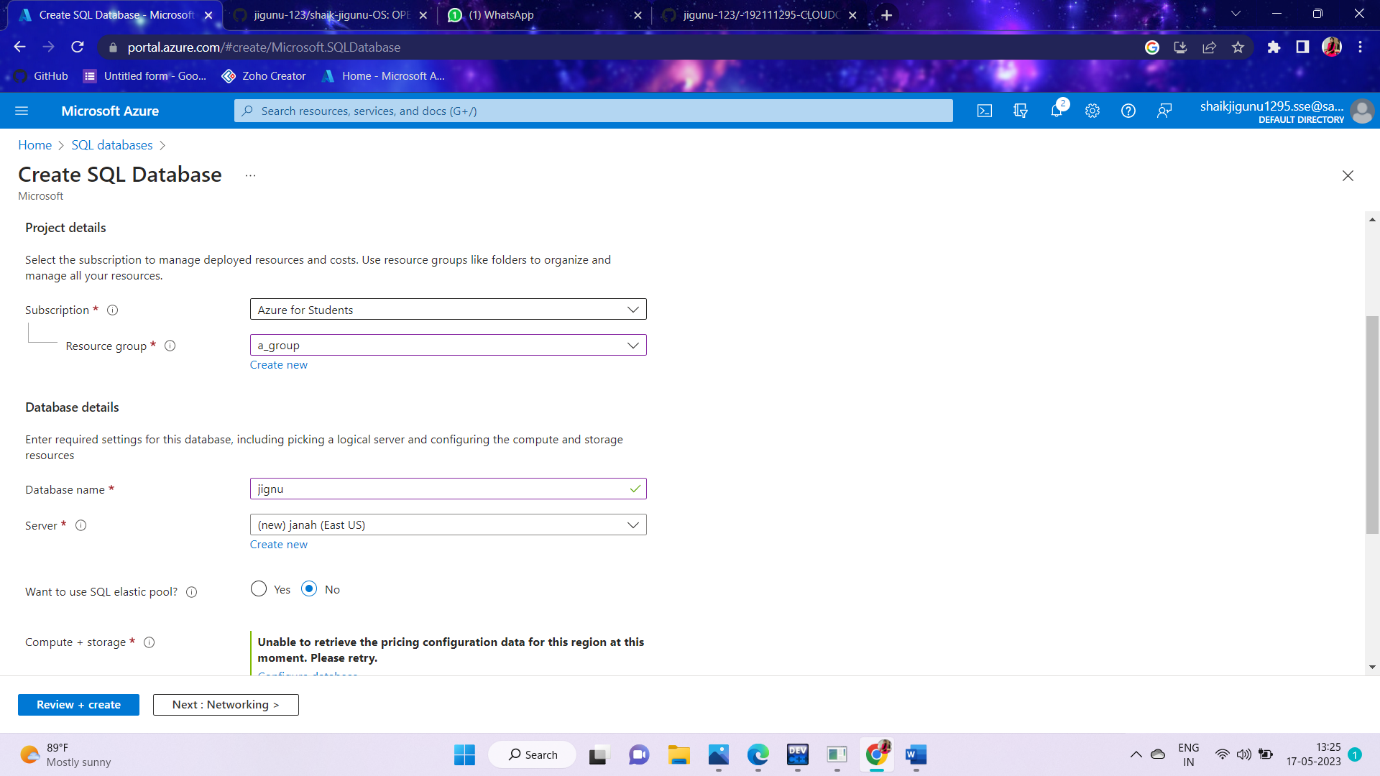 Create SQL Database - Microsoft
jigunu-123/shaik-jigunu-OS: OPE
(1) WhatsApp
jigunu-123/-192111295-CLOUDC
portal.azure.com/#create/Microsoft.SQLDatabase
GitHub
Untitled form - Goo...
Zoho Creator
Home - Microsoft A...
Microsoft Azure
Search resources, services, and docs (G+/)
2
shaikjigunu1295.sse@sa...
DEFAULT DIRECTORY
Home > SQL databases >
Create SQL Database ...
Microsoft
Project details
Select the subscription to manage deployed resources and costs. Use resource groups like folders to organize and
manage all your resources.
Subscription *
Azure for Students
Resource group *
a_group
Create new
Database details
Enter required settings for this database, including picking a logical server and configuring the compute and storage
resources
Database name *
jignu
Server *
(new) janah (East US)
Create new
Want to use SQL elastic pool?
Yes No
Compute + storage *
Unable to retrieve the pricing configuration data for this region at this
moment. Please retry.
Configure database
Review + create
Next : Networking >
89°F
Mostly sunny
Search
DEV
ENG
IN
13:25
17-05-2023
1